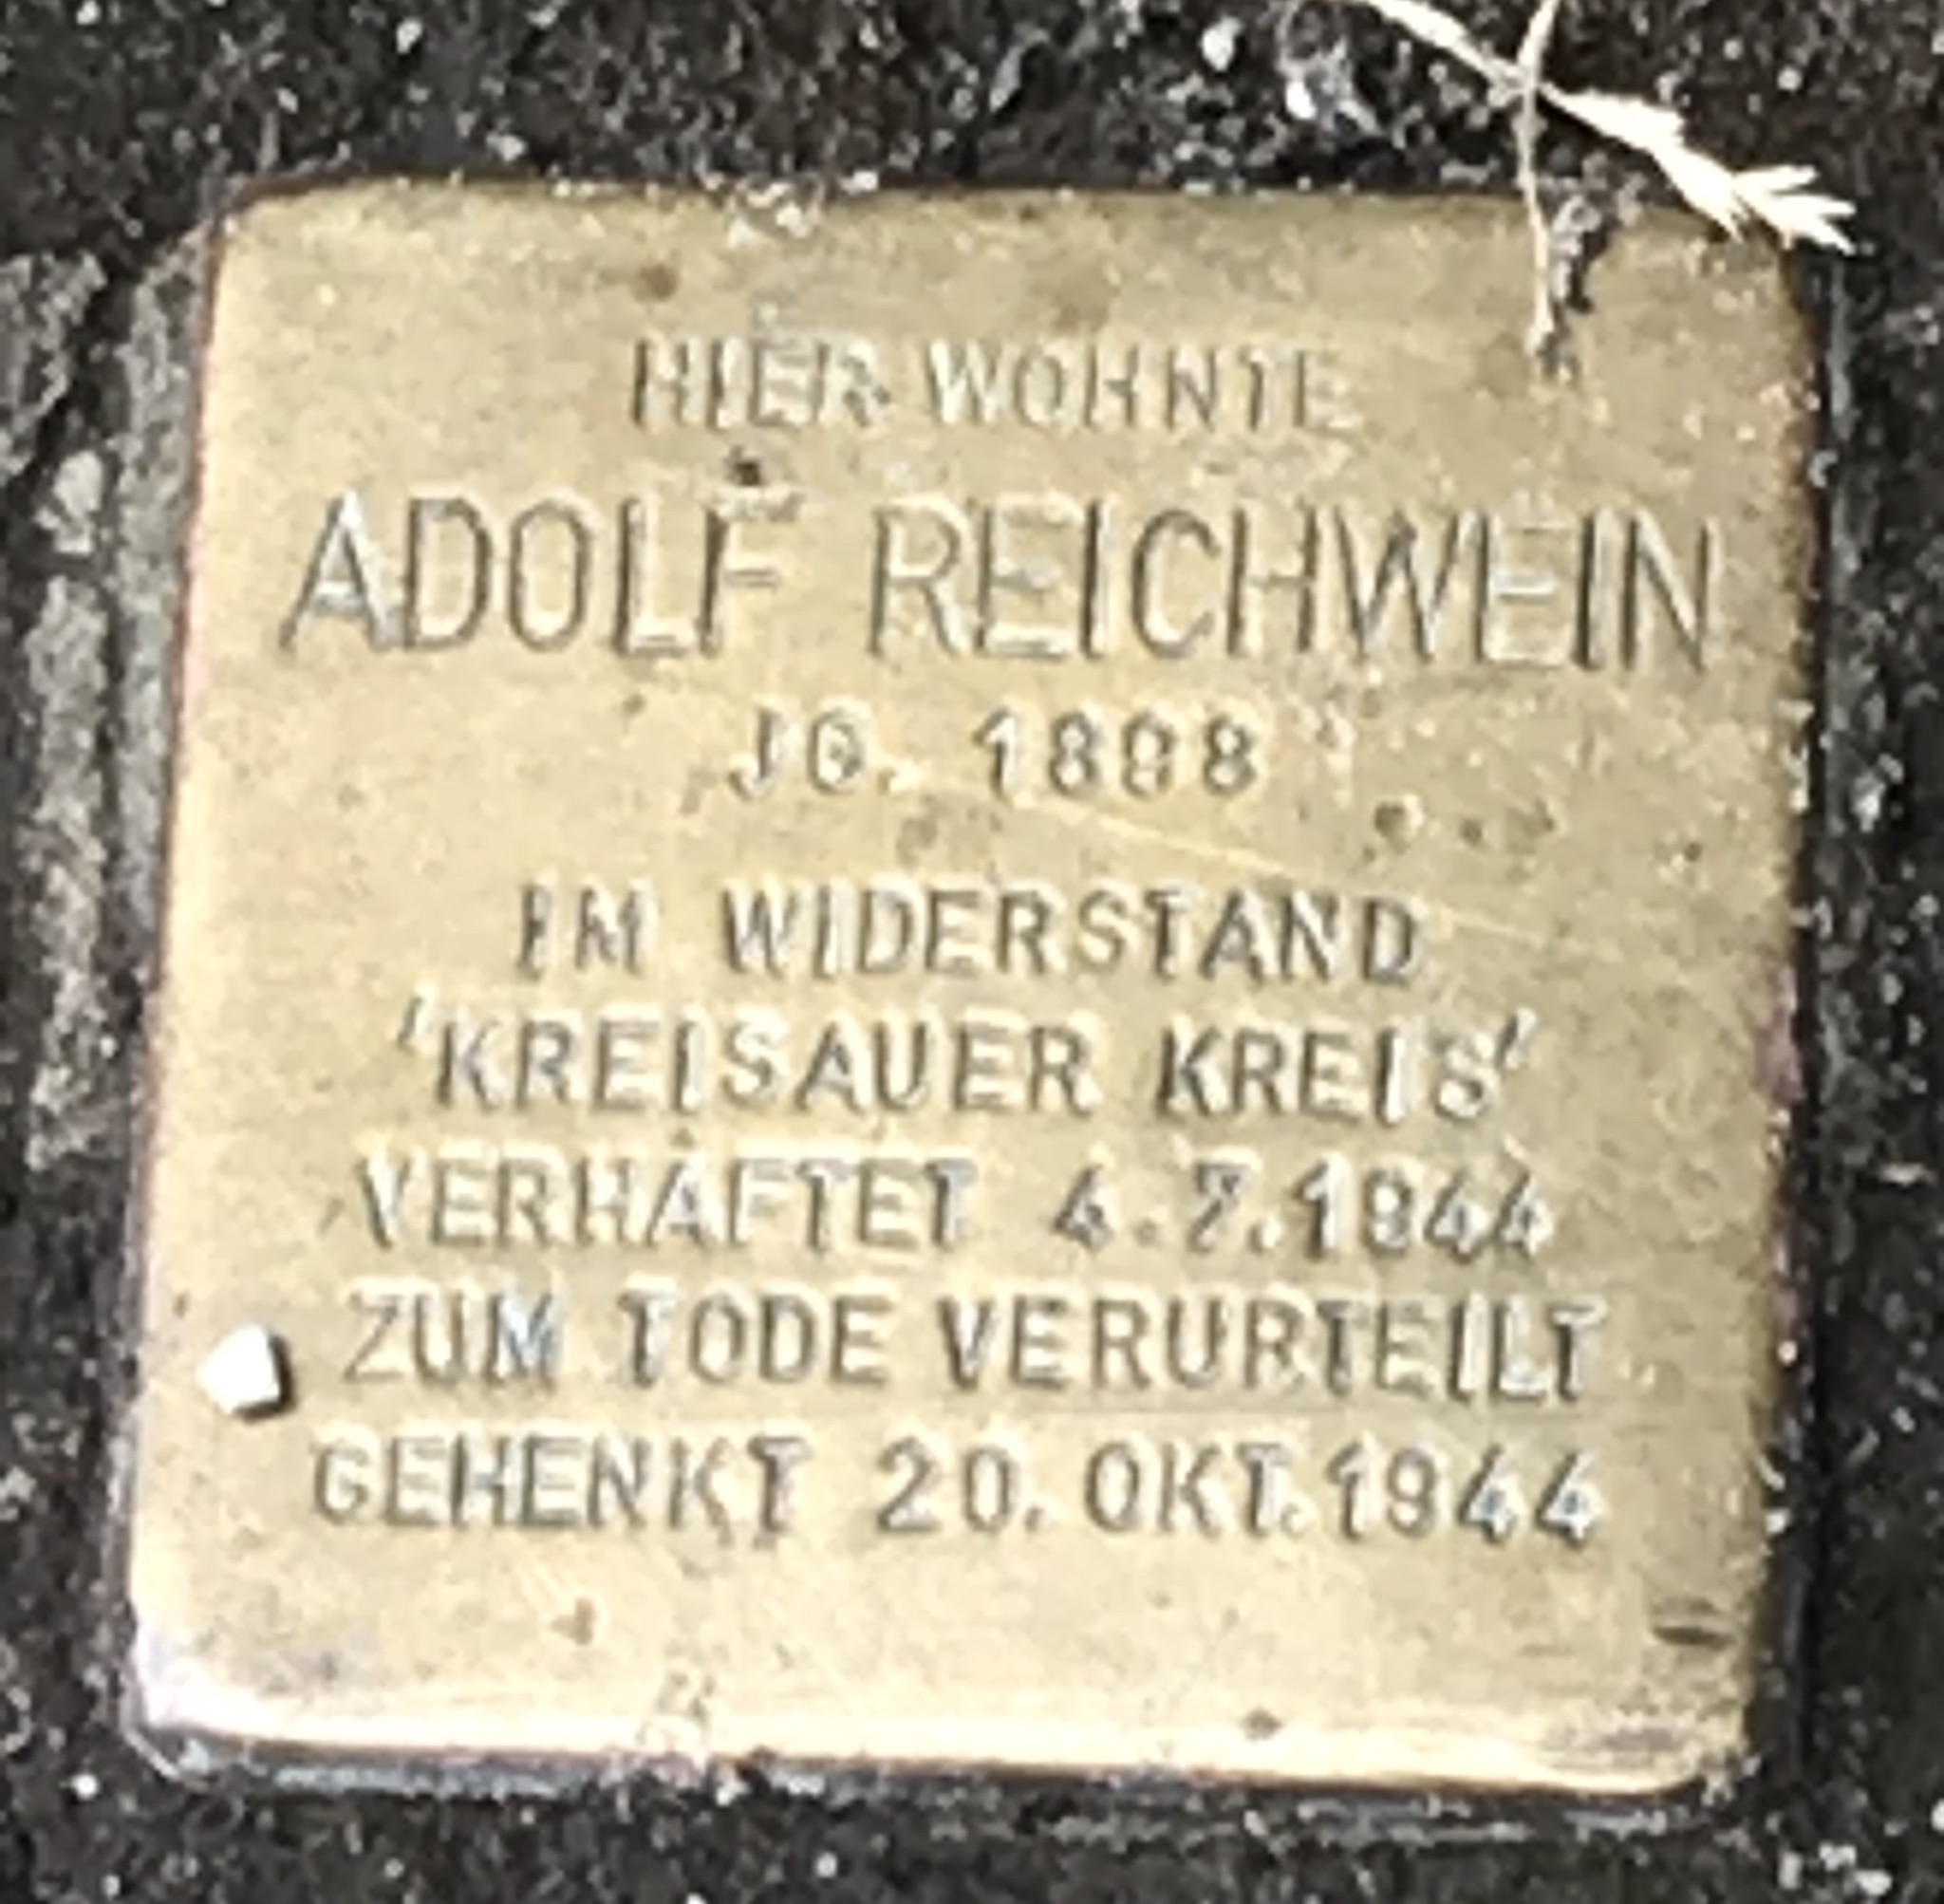 HIER WOHNTE
ADOLF REICHWEIN
JG. 1898
IM WIDERSTAND
'KREISAUER KREIS'
VERHAFTET 4.7.1944
ZUM TODE VERURTEILT
GEHENKT 20. OKT. 1944